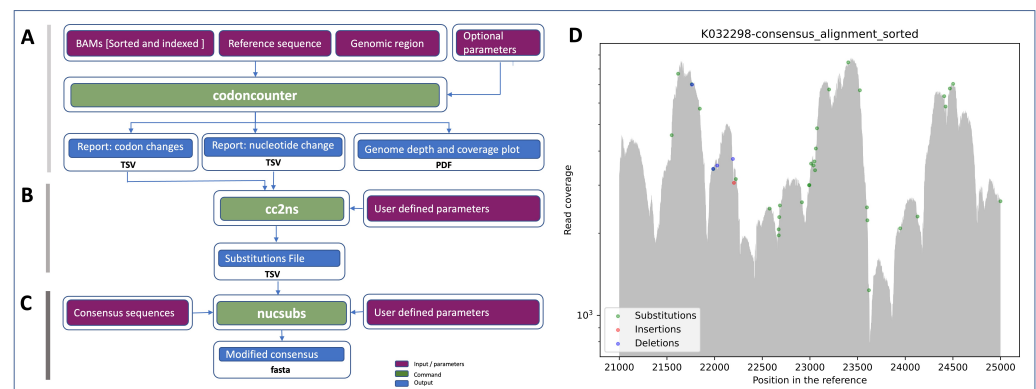 A
BAMs [Sorted and indexed ]
Reference sequence
Genomic region
Optional
parameters
codoncounter
Report: codon changes
TSV
Report: nucleotide change
TSV
Genome depth and coverage plot
PDF
B
cc2ns
User defined parameters
Substitutions File
TSV
C
Consensus sequences
nucsubs
User defined parameters
Modified consensus
fasta
Input / parameters
Command
Output
D
K032298-consensus_alignment_sorted
Read coverage
10³
Substitutions
Insertions
Deletions
21000 21500 22000 22500 23000 23500 24000 24500 25000
Position in the reference